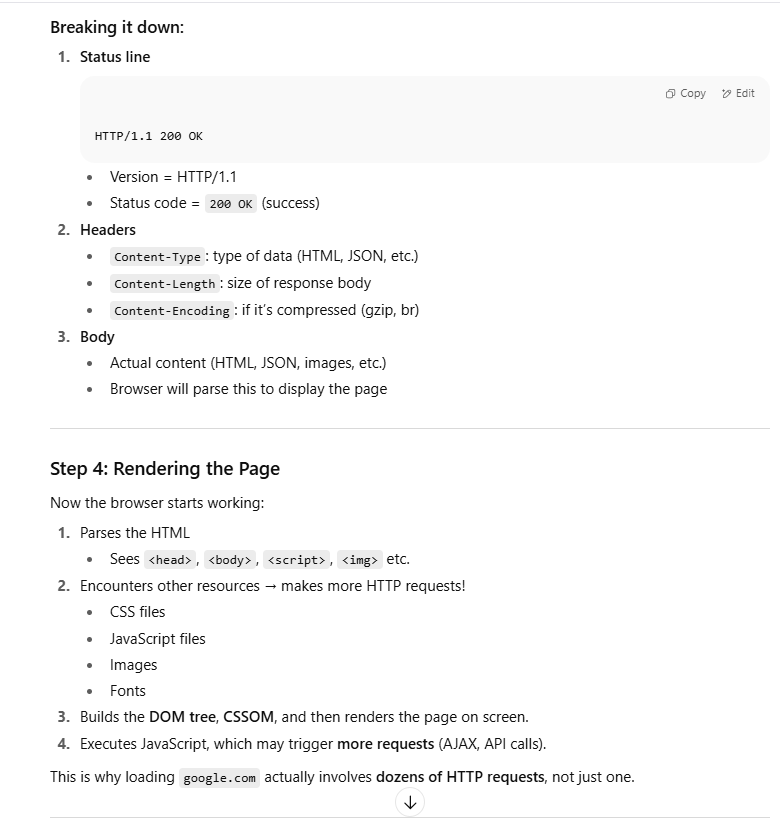 Breaking it down:
1. Status line
Copy Edit
HTTP/1.1 200 OK
• Version = HTTP/1.1
• Status code = 200 OK (success)
2. Headers
• Content-Type: type of data (HTML, JSON, etc.)
• Content-Length: size of response body
• Content-Encoding: if it's compressed (gzip, br)
3. Body
• Actual content (HTML, JSON, images, etc.)
• Browser will parse this to display the page
Step 4: Rendering the Page
Now the browser starts working:
1. Parses the HTML
• Sees <head>, <body>, <script>, <img> etc.
2. Encounters other resources → makes more HTTP requests!
• CSS files
• JavaScript files
• Images
• Fonts
3. Builds the DOM tree, CSSOM, and then renders the page on screen.
4. Executes JavaScript, which may trigger more requests (AJAX, API calls).
This is why loading google.com actually involves dozens of HTTP requests, not just one.